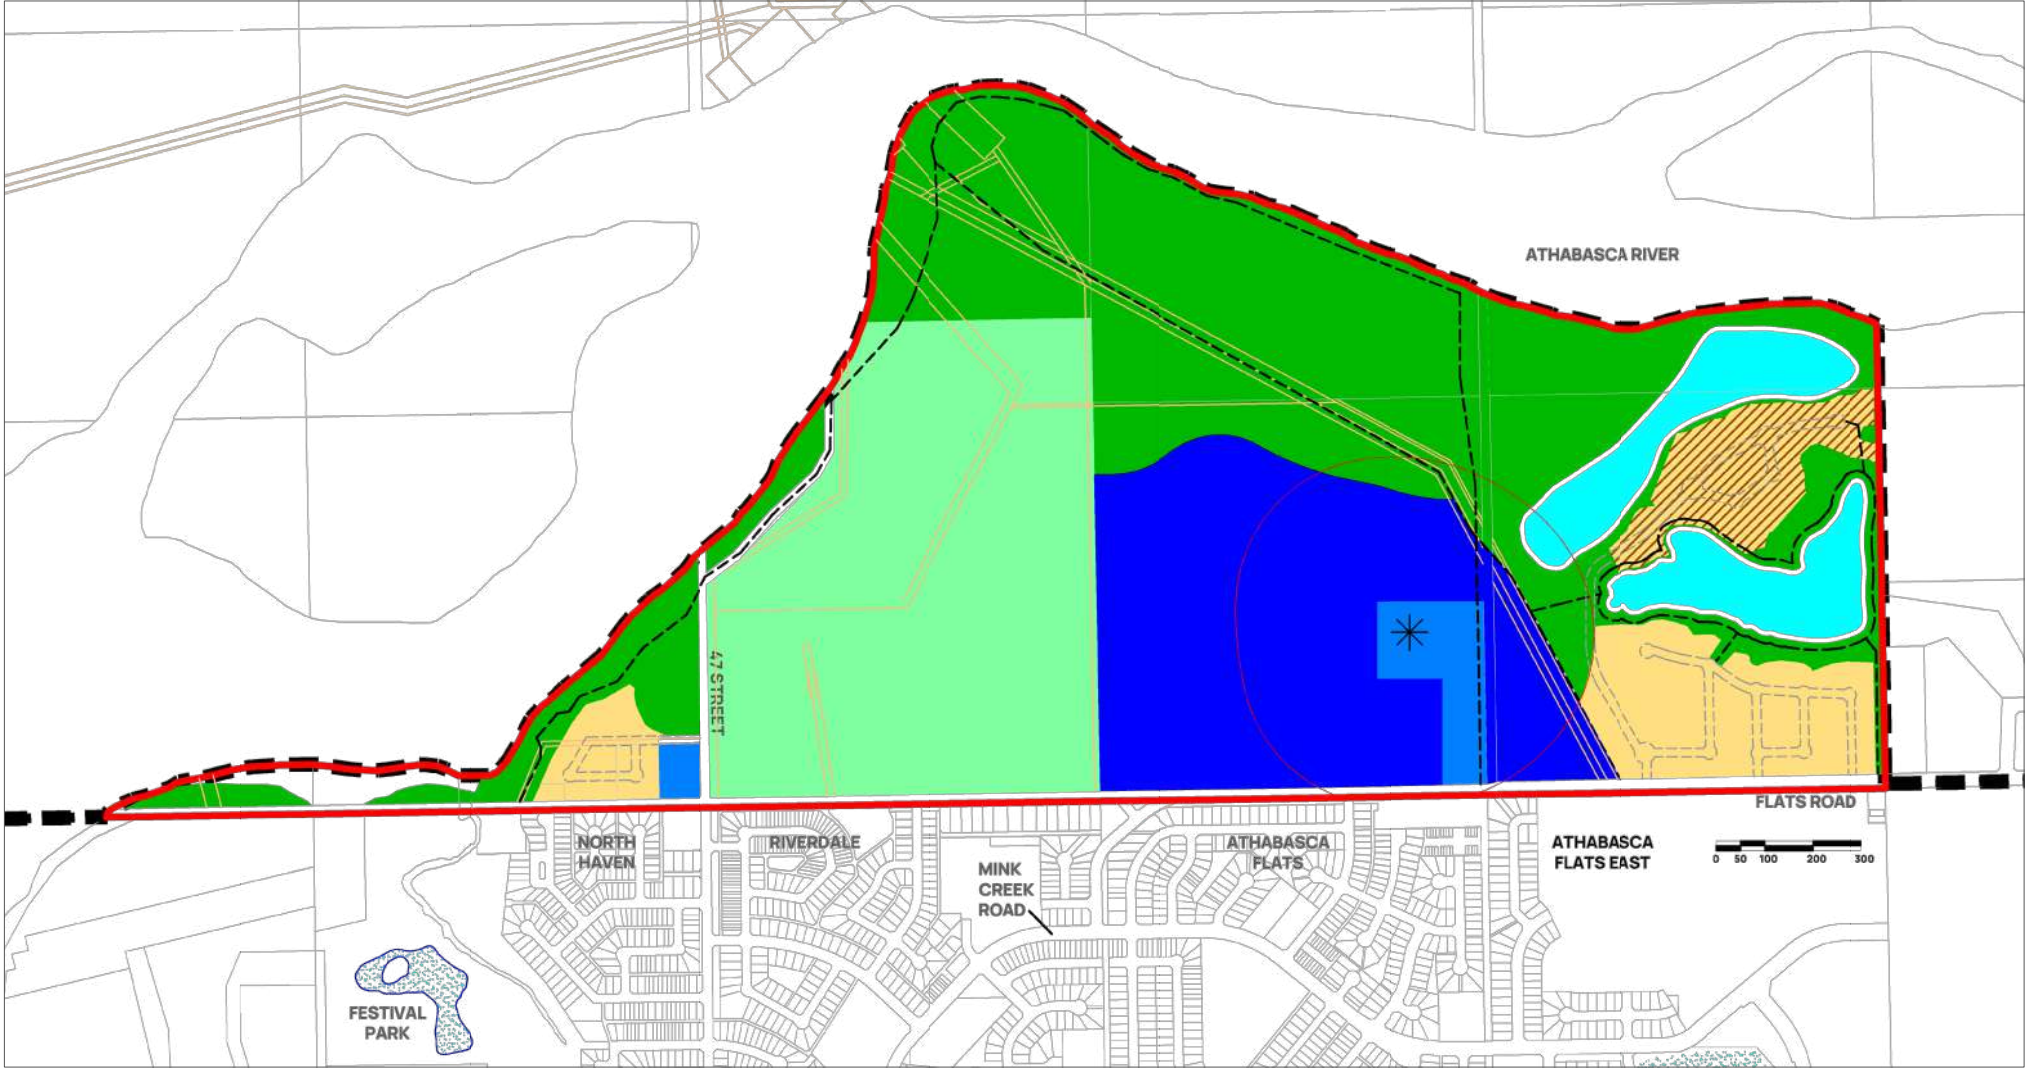 ATHABASCA RIVER
47 STREET
FLATS ROAD
NORTH
HAVEN
RIVERDALE
MINK
CREEK
ROAD
ATHABASCA
FLATS
ATHABASCA
FLATS EAST
0 50 100 200 300
FESTIVAL
PARK